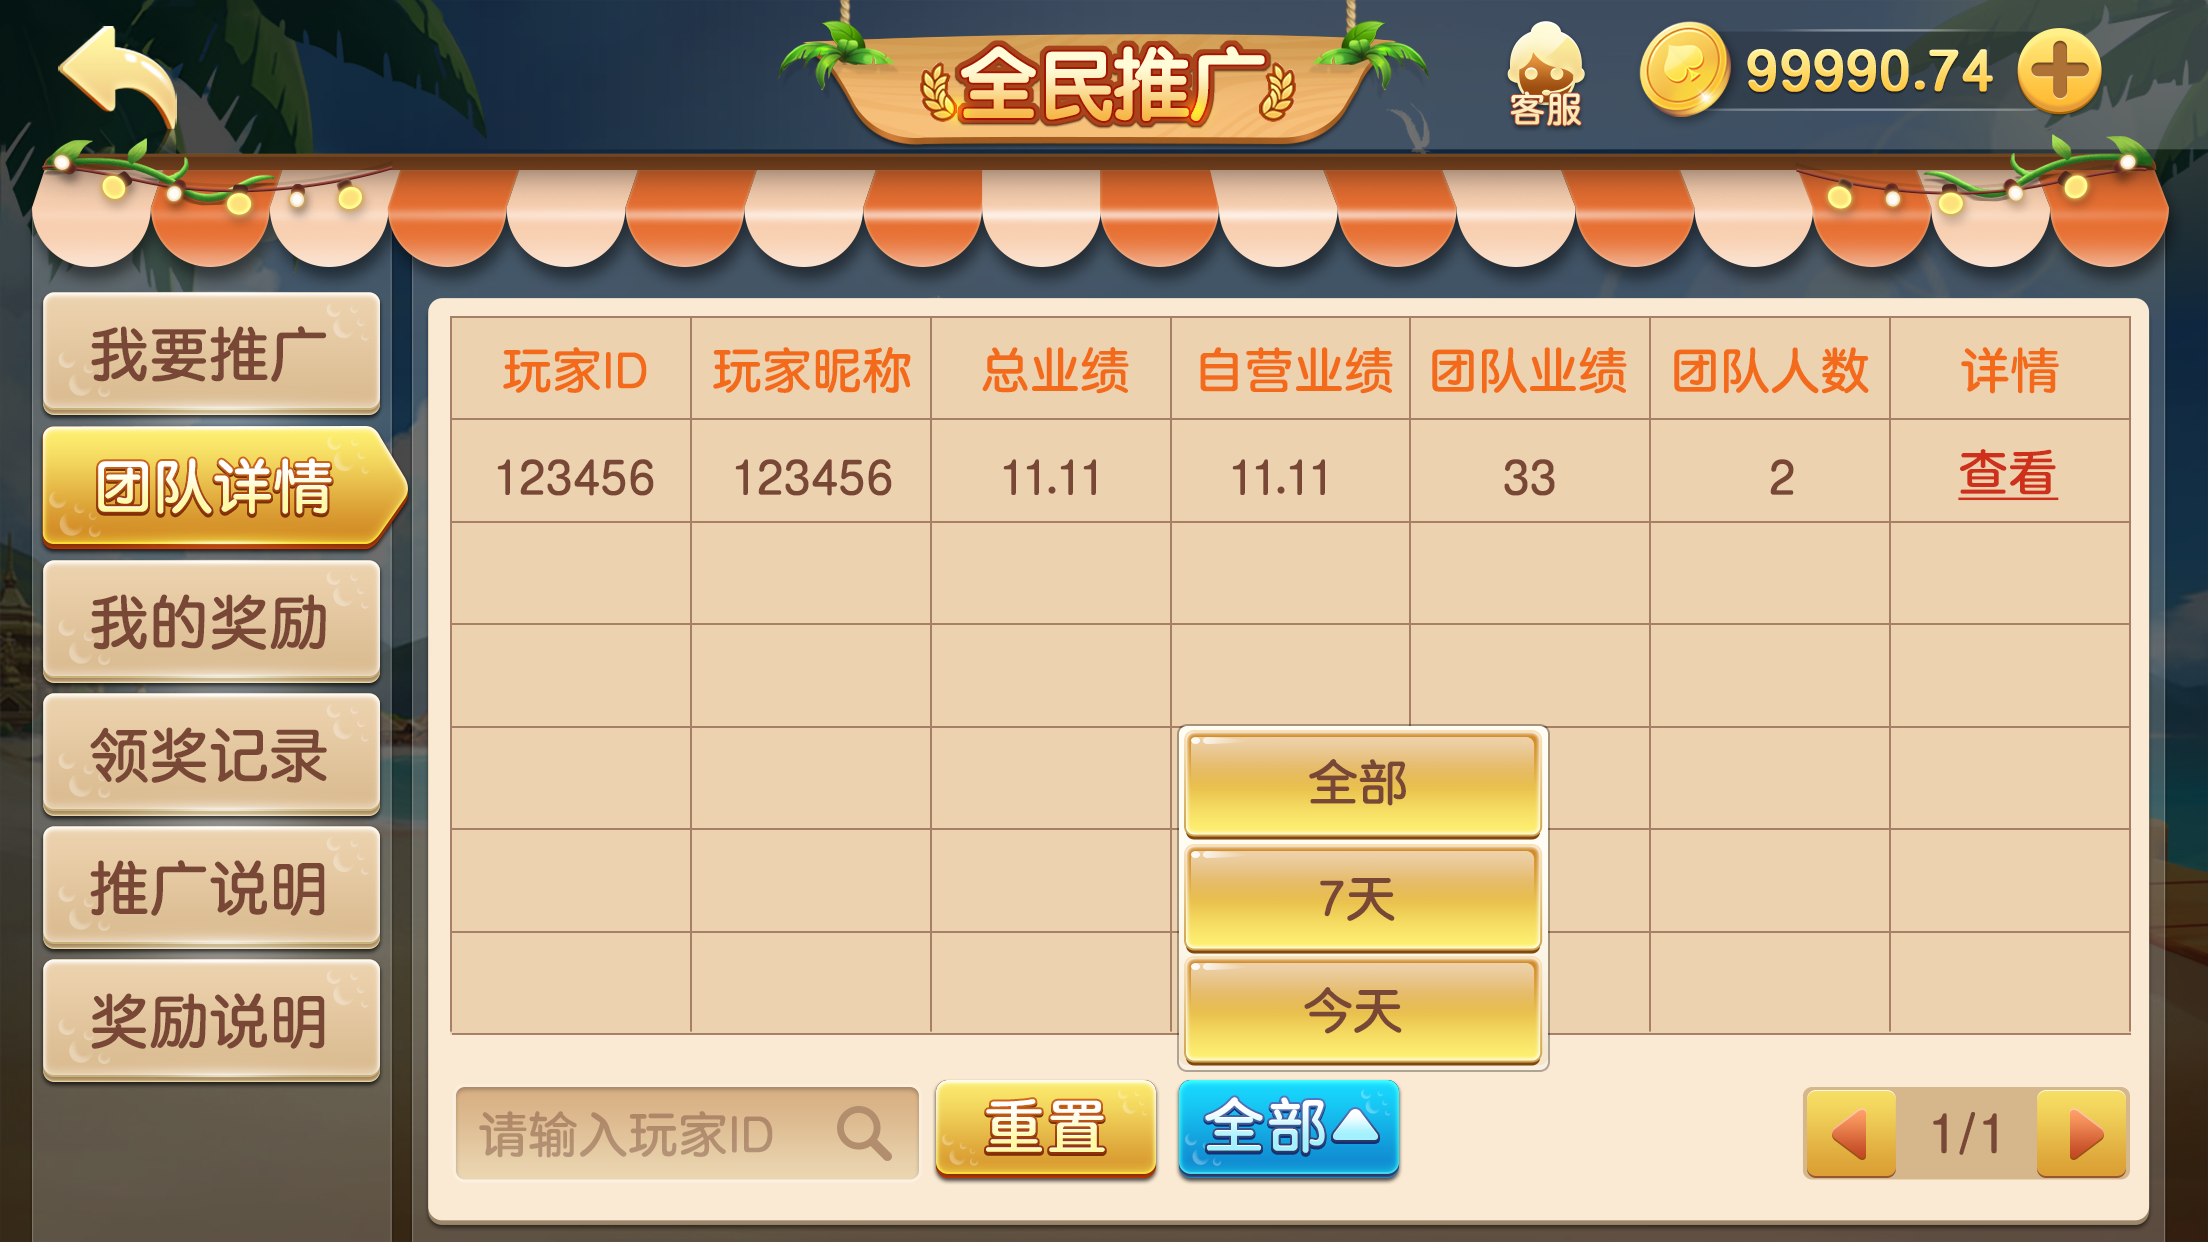 全民推广
客服
99990.74
我要推广
团队详情
我的奖励
领奖记录
推广说明
奖励说明
玩家ID 玩家昵称 总业绩 自营业绩 团队业绩 团队人数 详情
123456 123456 11.11 11.11 33 2 查看
全部
7天
今天
请输入玩家ID 重置 全部 1/1